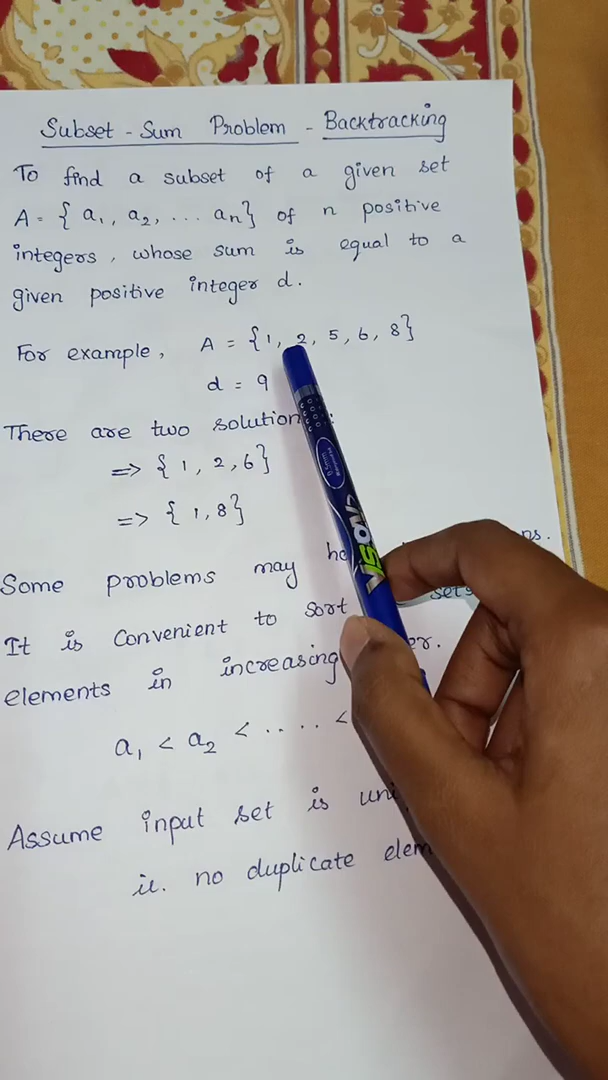 Subset - Sum Problem - Backtracking
To find a subset of a given set
A = { a₁, a₂, ... aₙ} of n positive
integers, whose sum is equal to a
given positive integer d.
For example, A = {1, 2, 5, 6, 8}
d = 9
There are two solution
=> { 1, 2, 6}
=> { 1, 8}
Some problems may
It is convenient to sort
elements in increasing
a₁ < a₂ < .... <
Assume input set is
ie. no duplicate